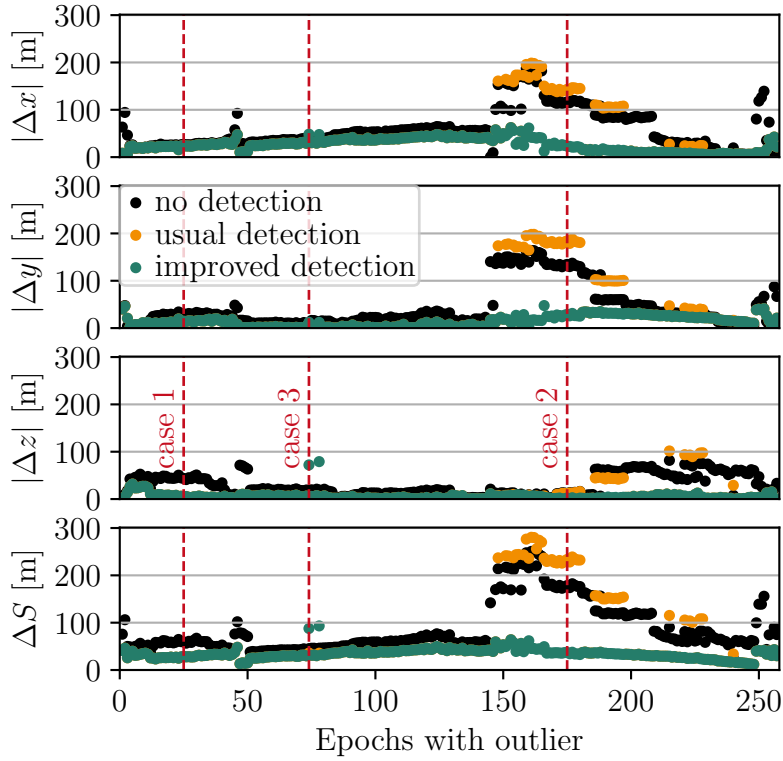 300
200
100
0
|Δx| [m]
300
200
100
0
|Δy| [m]
no detection
usual detection
improved detection
300
200
100
0
|Δz| [m]
case 1
case 3
case 2
300
200
100
0
ΔS [m]
0 50 100 150 200 250
Epochs with outlier